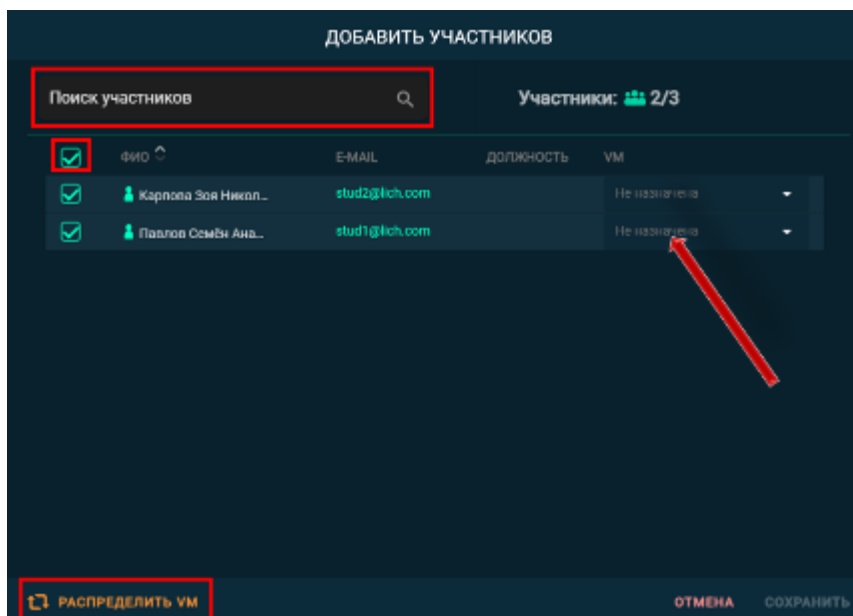 ДОБАВИТЬ УЧАСТНИКОВ
Поиск участников
Участники: 2/3
ФИО E-MAIL ДОЛЖНОСТЬ VM
Карпова Зоя Никол... stud2@lich.com Не назначена
Павлов Семён Ана... stud1@lich.com Не назначена
РАСПРЕДЕЛИТЬ VM ОТМЕНА СОХРАНИТЬ